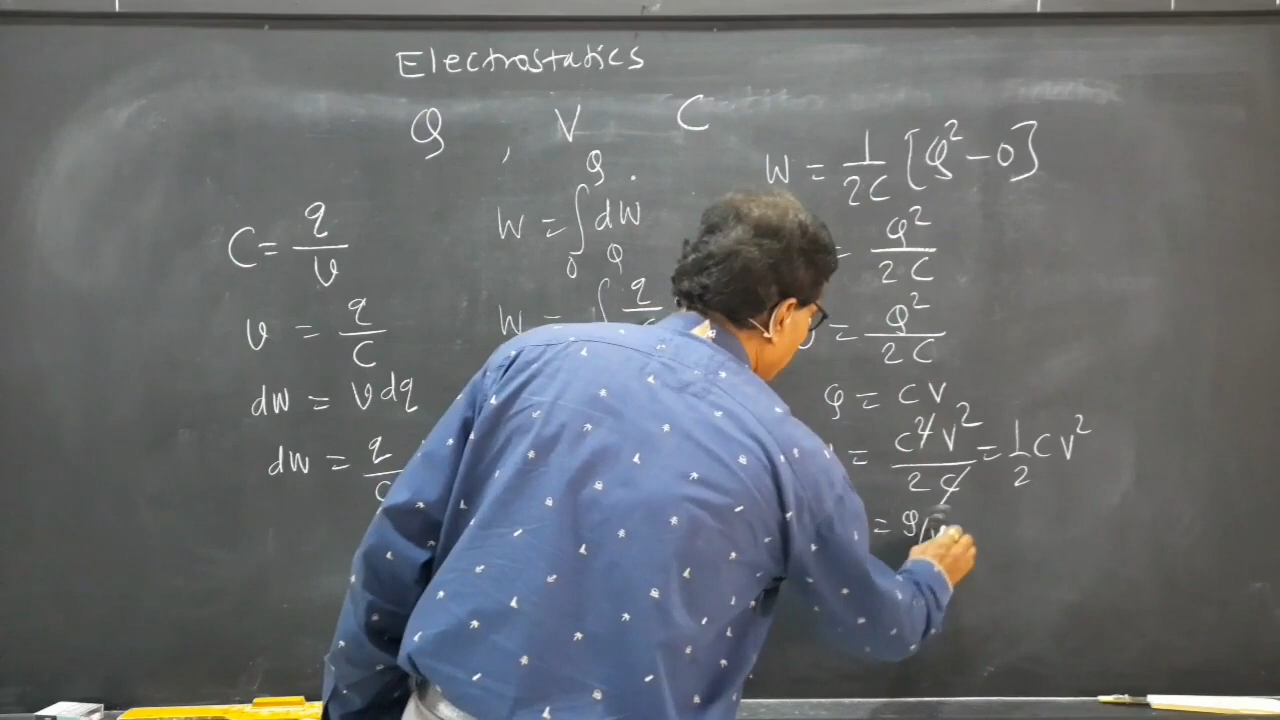 Electrostatics
Q , V C
C = q/v
v = q/C
dW = v dq
dW = q/C
Q
W = ∫ dW
0
Q
W = ∫ q/
W = 1/2C [Q² − 0]
= Q²/2C
= Q²/2C
Q = CV
= C²V²/2C = 1/2 CV²
= Q/V